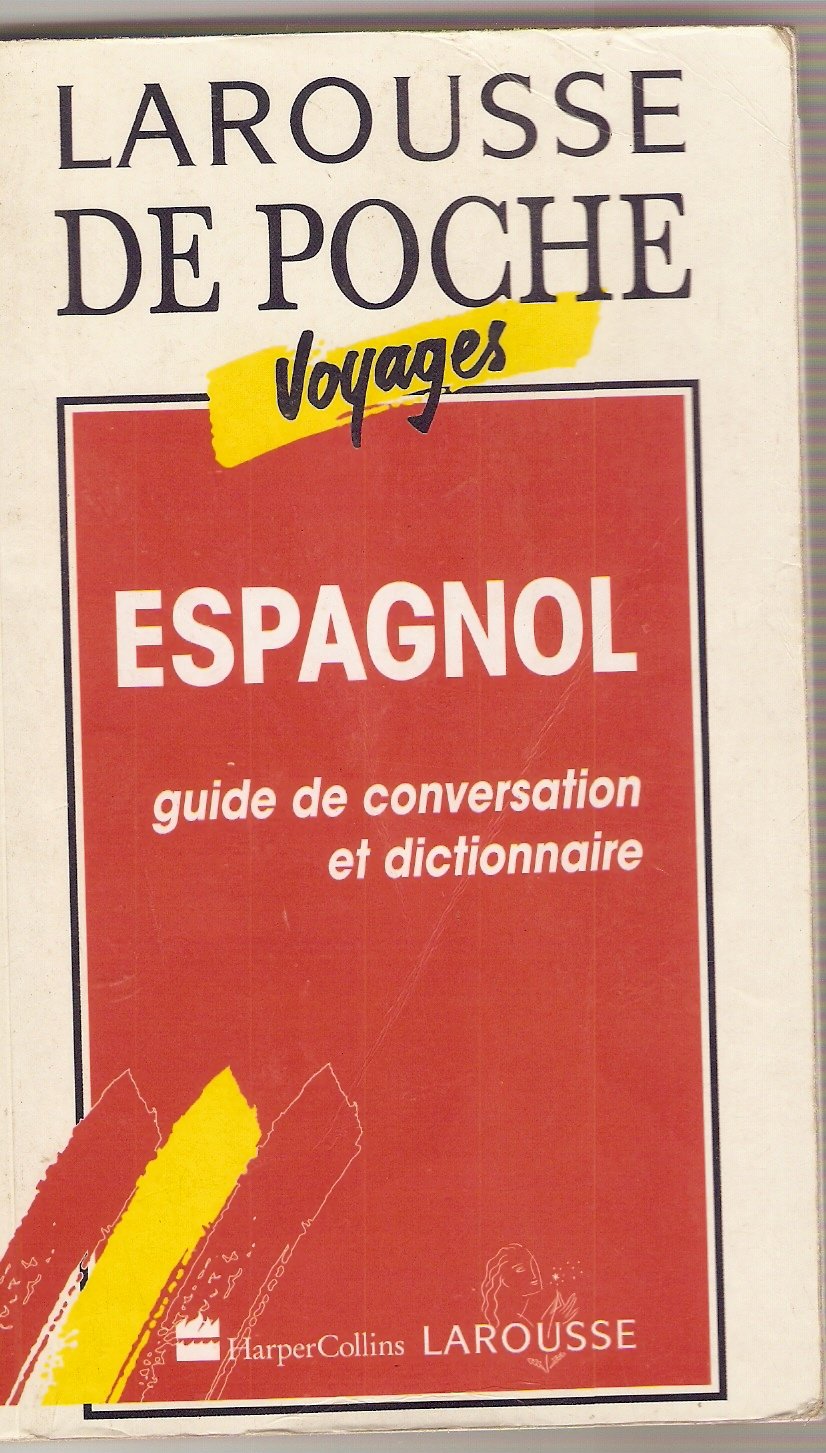 LAROUSSE
DE POCHE
Voyages
ESPAGNOL
guide de conversation
et dictionnaire
HarperCollins LAROUSSE